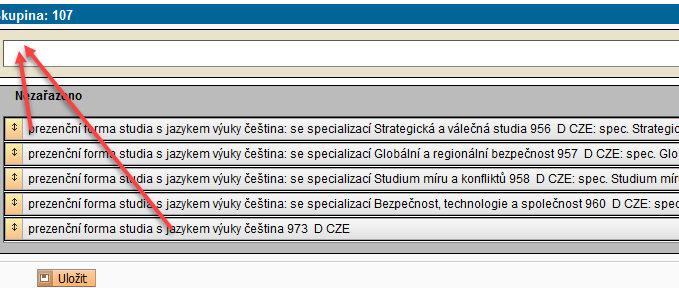 skupina: 107
Nezařazeno
prezenční forma studia s jazykem výuky čeština: se specializací Strategická a válečná studia 956 D CZE: spec. Strategic
prezenční forma studia s jazykem výuky čeština: se specializací Globální a regionální bezpečnost 957 D CZE: spec. Glo
prezenční forma studia s jazykem výuky čeština: se specializací Studium míru a konfliktů 958 D CZE: spec. Studium mír
prezenční forma studia s jazykem výuky čeština: se specializací Bezpečnost, technologie a společnost 960 D CZE: spec
prezenční forma studia s jazykem výuky čeština 973 D CZE
Uložit